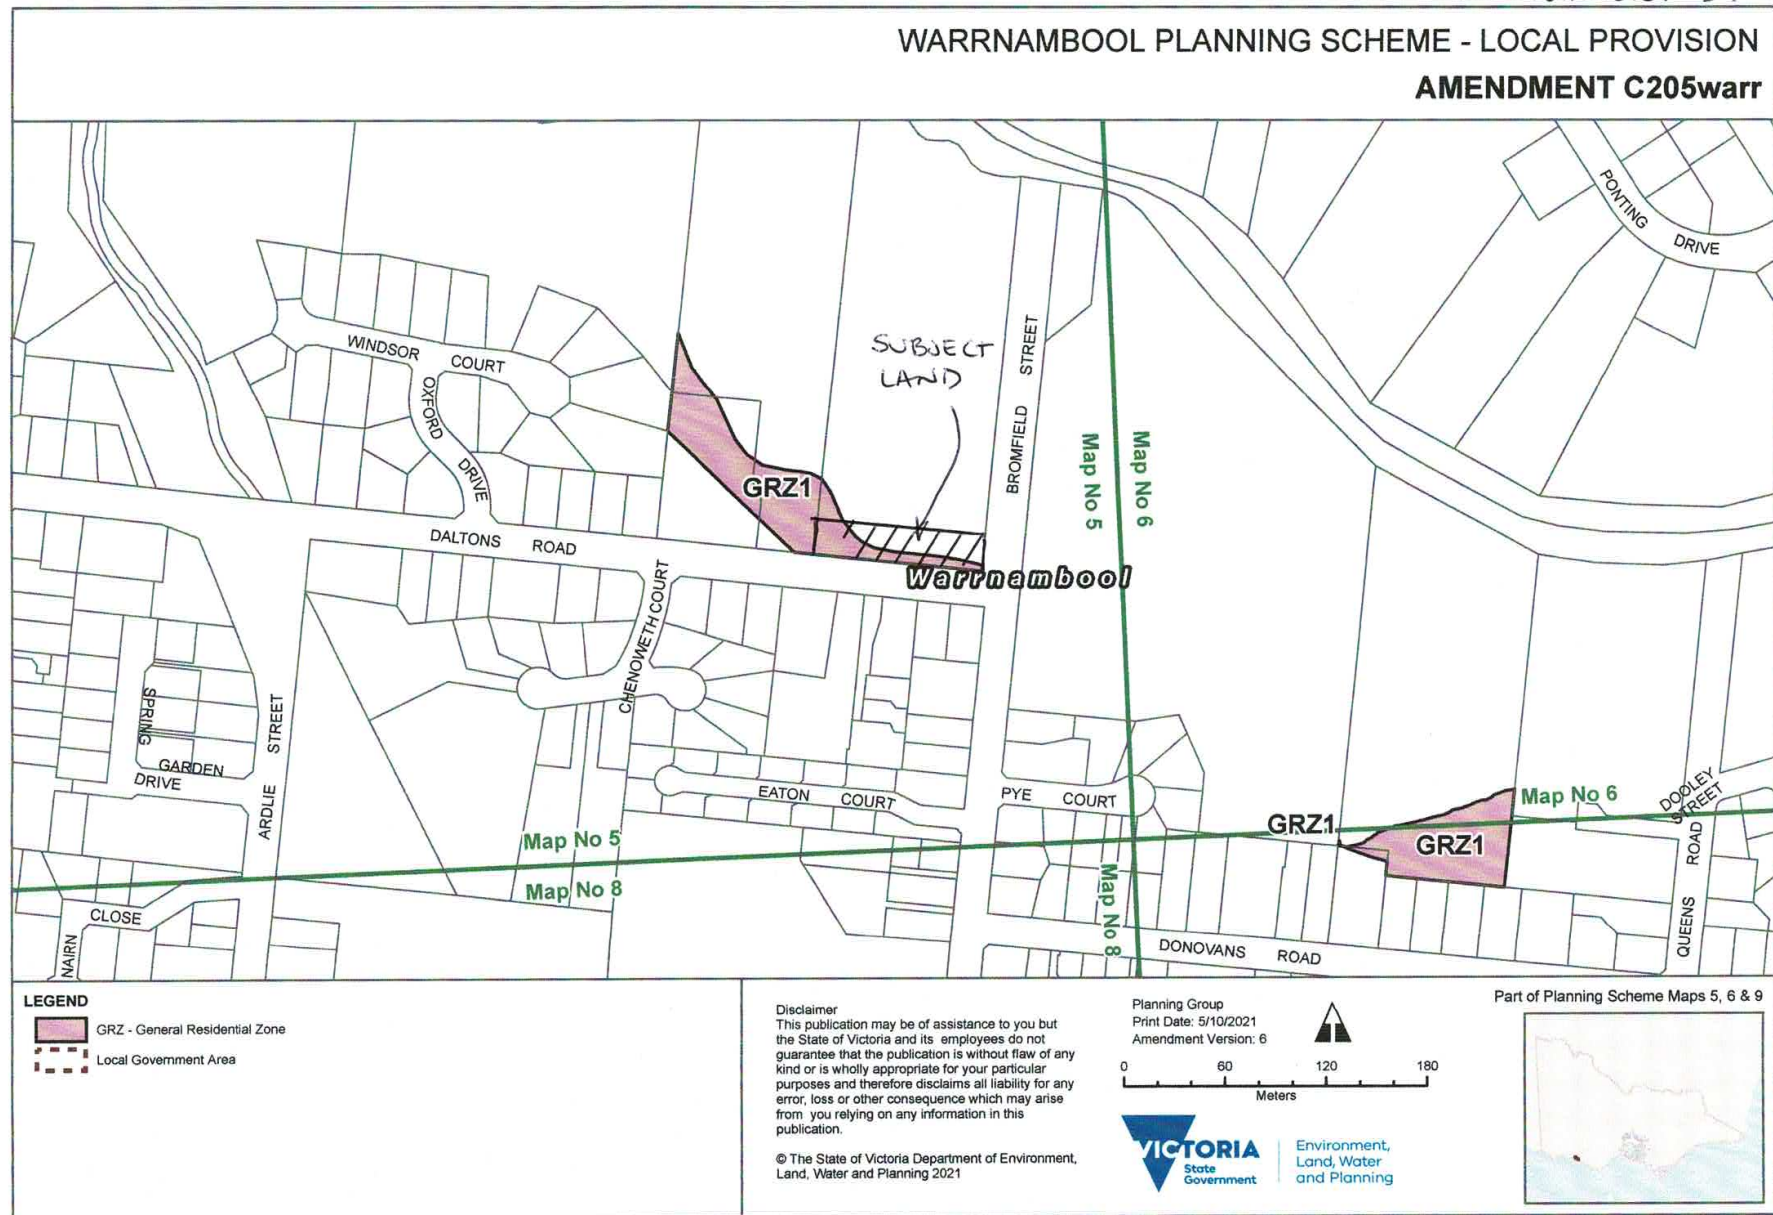 WARRNAMBOOL PLANNING SCHEME - LOCAL PROVISION
AMENDMENT C205warr
PONTING
DRIVE
WINDSOR
COURT
OXFORD
DRIVE
SUBJECT
LAND
BROMFIELD
STREET
Map No 5
Map No 6
GRZ1
DALTONS
ROAD
Warrnambool
CHENOWETH COURT
SPRING
GARDEN
DRIVE
ARDLIE
STREET
EATON
COURT
PYE
COURT
DOOLEY
STREET
Map No 6
GRZ1
GRZ1
Map No 5
Map No 8
Map No 8
QUEENS
ROAD
NAIRN
CLOSE
DONOVANS
ROAD
LEGEND
GRZ - General Residential Zone
Local Government Area
Disclaimer
This publication may be of assistance to you but
the State of Victoria and its employees do not
guarantee that the publication is without flaw of any
kind or is wholly appropriate for your particular
purposes and therefore disclaims all liability for any
error, loss or other consequence which may arise
from you relying on any information in this
publication.
© The State of Victoria Department of Environment,
Land, Water and Planning 2021
Planning Group
Print Date: 5/10/2021
Amendment Version: 6
0 60 120 180
Meters
VICTORIA
State
Government
Environment,
Land, Water
and Planning
Part of Planning Scheme Maps 5, 6 & 9